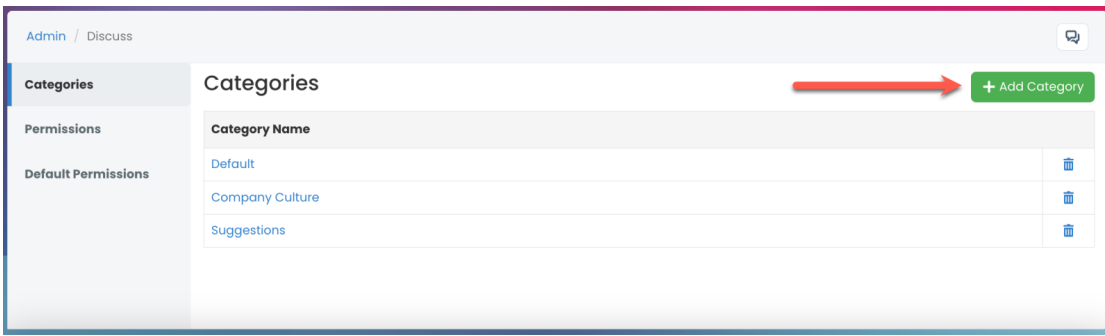 Admin / Discuss
Categories
Permissions
Default Permissions
Categories
+ Add Category
Category Name
Default
Company Culture
Suggestions